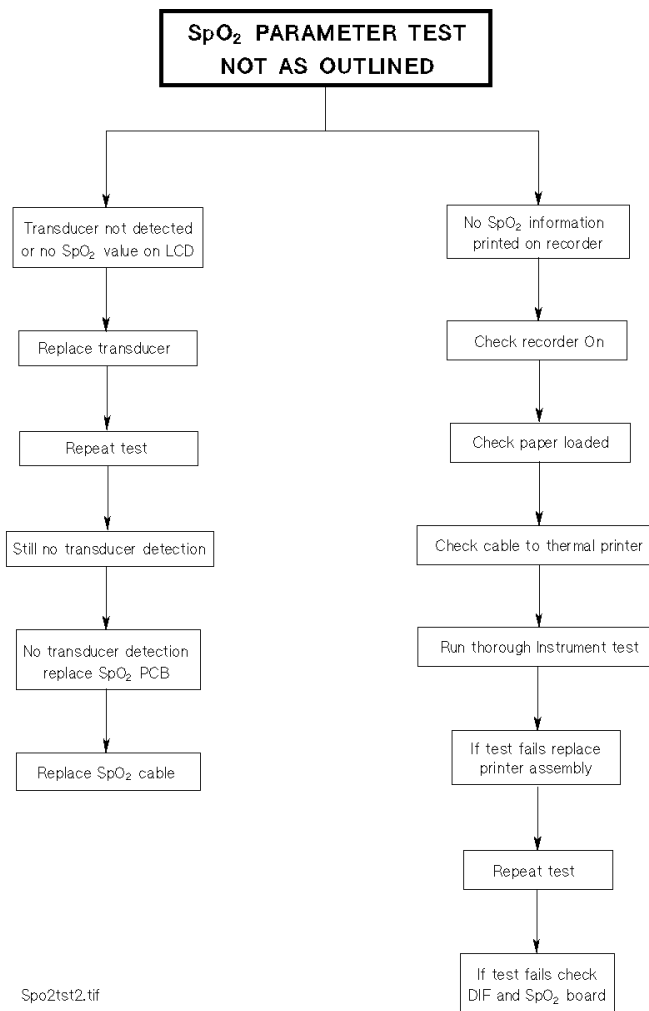 SpO₂ PARAMETER TEST
NOT AS OUTLINED
Transducer not detected
or no SpO₂ value on LCD
Replace transducer
Repeat test
Still no transducer detection
No transducer detection
replace SpO₂ PCB
Replace SpO₂ cable
No SpO₂ information
printed on recorder
Check recorder On
Check paper loaded
Check cable to thermal printer
Run thorough Instrument test
If test fails replace
printer assembly
Repeat test
If test fails check
DIF and SpO₂ board
Spo2tst2.tif